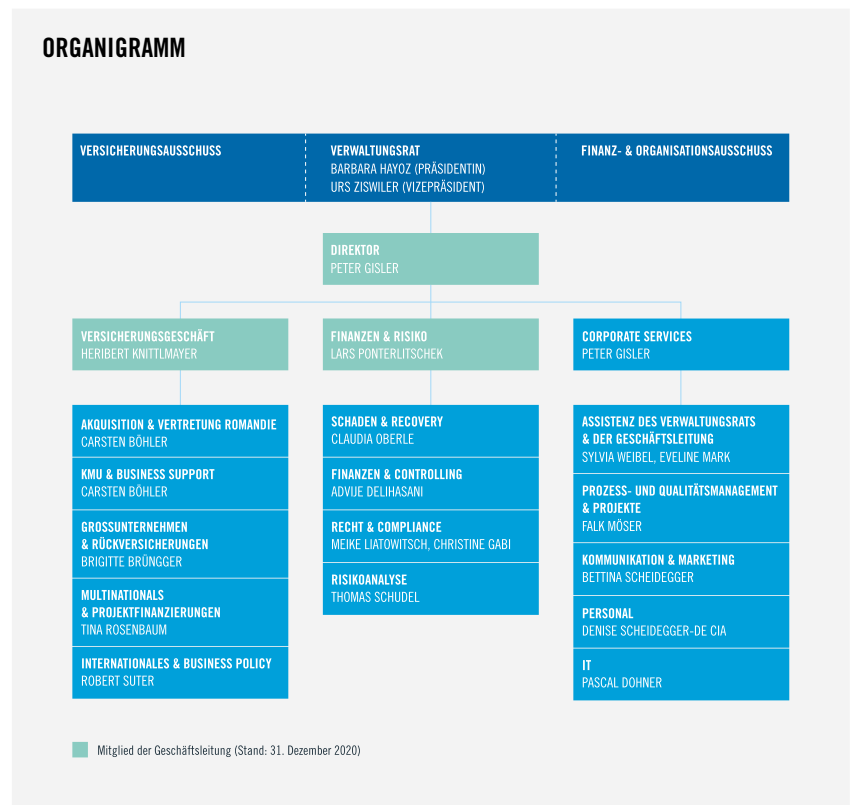 ORGANIGRAMM
VERSICHERUNGSAUSSCHUSS
VERWALTUNGSRAT
BARBARA HAYOZ (PRÄSIDENTIN)
URS ZISWILER (VIZEPRÄSIDENT)
FINANZ- & ORGANISATIONSAUSSCHUSS
DIREKTOR
PETER GISLER
VERSICHERUNGSGESCHÄFT
HERIBERT KNITTLMAYER
FINANZEN & RISIKO
LARS PONTERLITSCHEK
CORPORATE SERVICES
PETER GISLER
AKQUISITION & VERTRETUNG ROMANDIE
CARSTEN BÖHLER
KMU & BUSINESS SUPPORT
CARSTEN BÖHLER
GROSSUNTERNEHMEN
& RÜCKVERSICHERUNGEN
BRIGITTE BRÜNGGER
MULTINATIONALS
& PROJEKTFINANZIERUNGEN
TINA ROSENBAUM
INTERNATIONALES & BUSINESS POLICY
ROBERT SUTER
SCHADEN & RECOVERY
CLAUDIA OBERLE
FINANZEN & CONTROLLING
ADVIJE DELIHASANI
RECHT & COMPLIANCE
MEIKE LIATOWITSCH, CHRISTINE GABI
RISIKOANALYSE
THOMAS SCHUDEL
ASSISTENZ DES VERWALTUNGSRATS
& DER GESCHÄFTSLEITUNG
SYLVIA WEIBEL, EVELINE MARK
PROZESS- UND QUALITÄTSMANAGEMENT
& PROJEKTE
FALK MÖSER
KOMMUNIKATION & MARKETING
BETTINA SCHEIDEGGER
PERSONAL
DENISE SCHEIDEGGER-DE CIA
IT
PASCAL DOHNER
Mitglied der Geschäftsleitung (Stand: 31. Dezember 2020)